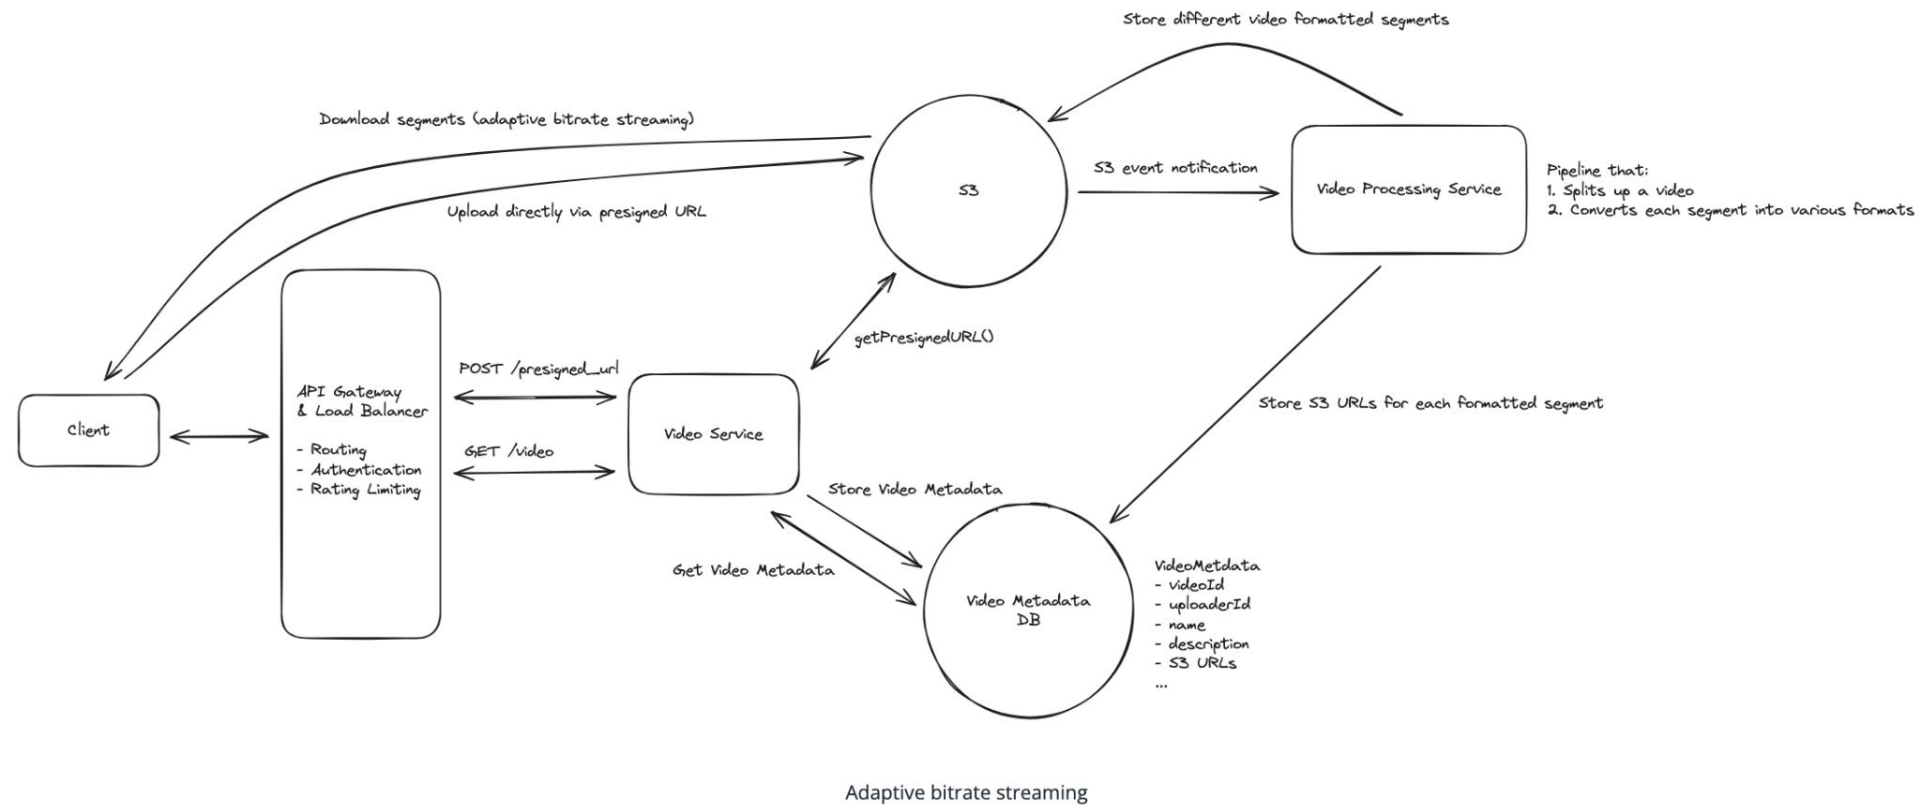 Store different video formatted segments
Download segments (adaptive bitrate streaming)
Upload directly via presigned URL
S3
S3 event notification
Video Processing Service
Pipeline that:
1. Splits up a video
2. Converts each segment into various formats
getPresignedURL()
Client
API Gateway
& Load Balancer
- Routing
- Authentication
- Rating Limiting
POST /presigned_url
GET /video
Video Service
Store S3 URLs for each formatted segment
Store Video Metadata
Get Video Metadata
Video Metadata
DB
VideoMetdata
- videoId
- uploaderId
- name
- description
- S3 URLs
...
Adaptive bitrate streaming